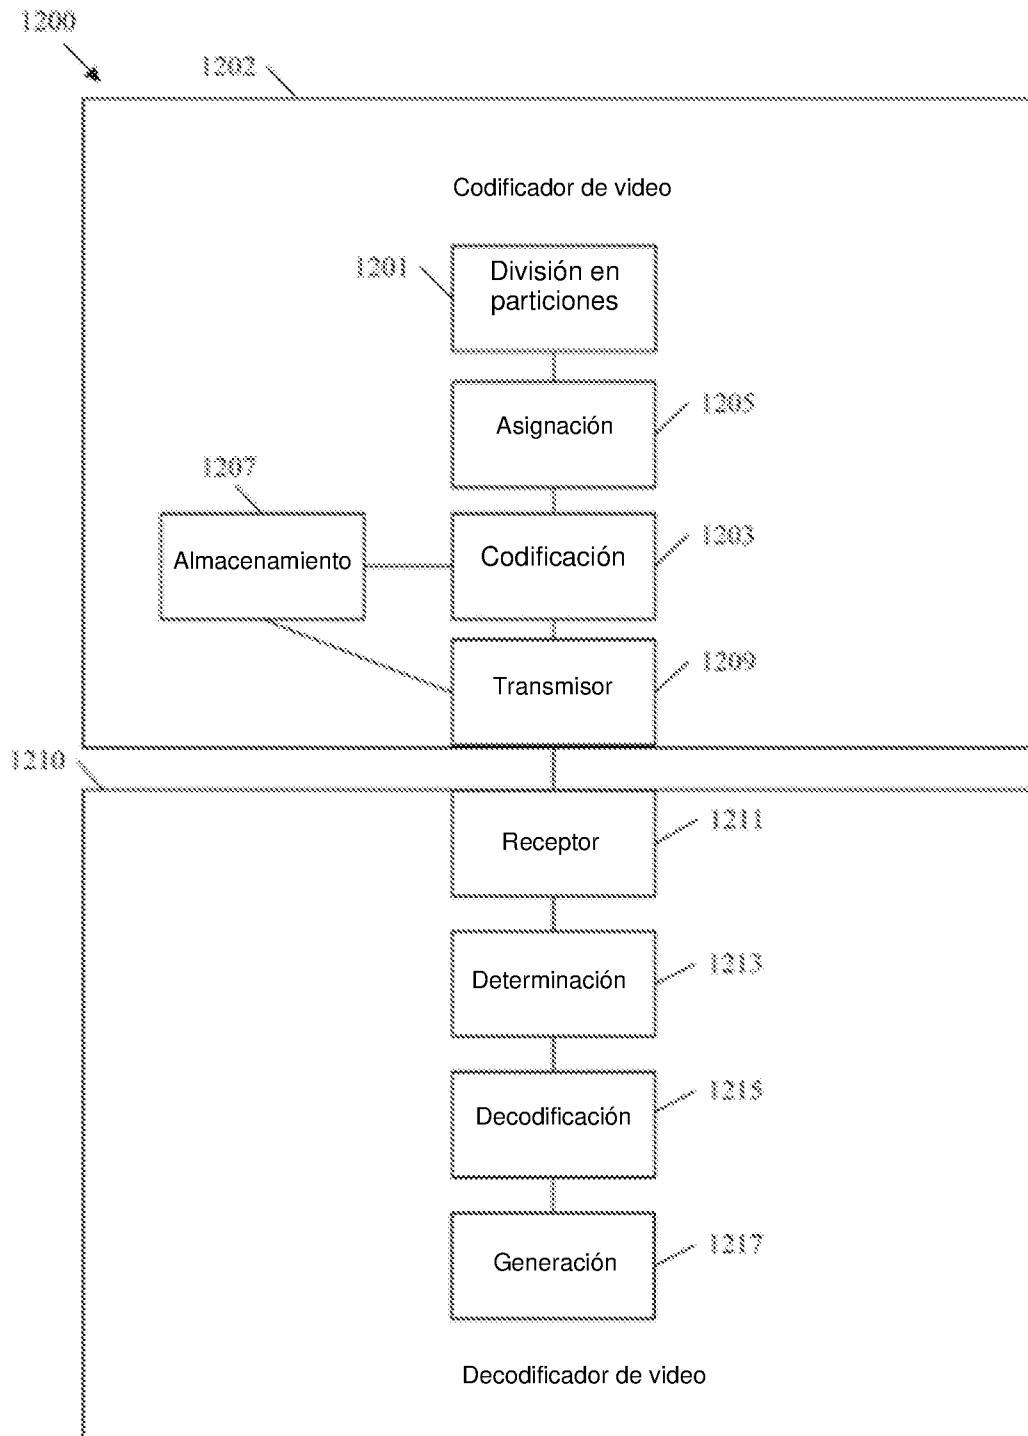 1200
1202
Codificador de video
1201
División en
particiones
Asignación
1205
1207
Almacenamiento
Codificación
1203
Transmisor
1209
1210
Receptor
1211
Determinación
1213
Decodificación
1215
Generación
1217
Decodificador de video